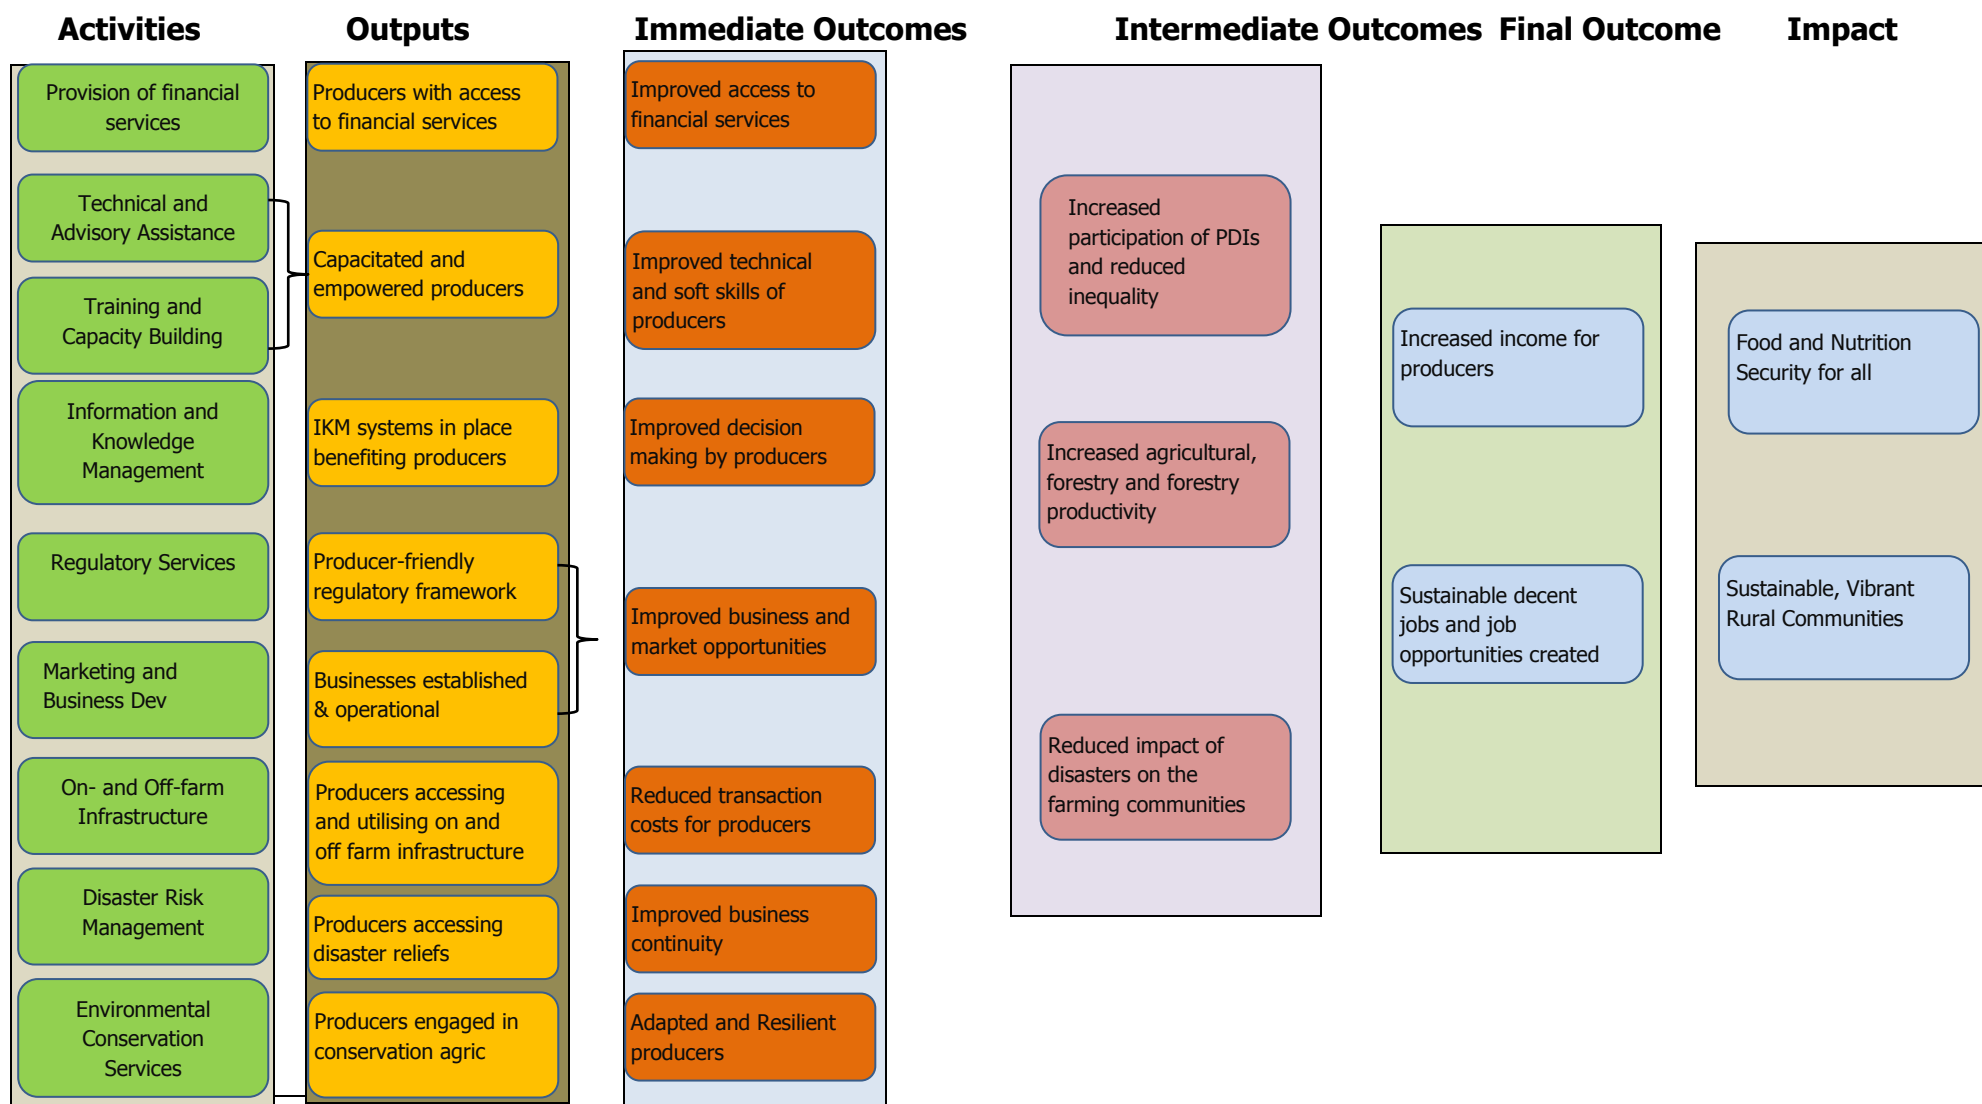 Activities
Outputs
Immediate Outcomes
Intermediate Outcomes
Final Outcome
Impact
Provision of financial
services
Technical and
Advisory Assistance
Training and
Capacity Building
Information and
Knowledge
Management
Regulatory Services
Marketing and
Business Dev
On- and Off-farm
Infrastructure
Disaster Risk
Management
Environmental
Conservation
Services
Producers with access
to financial services
Capacitated and
empowered producers
IKM systems in place
benefiting producers
Producer-friendly
regulatory framework
Businesses established
& operational
Producers accessing
and utilising on and
off farm infrastructure
Producers accessing
disaster reliefs
Producers engaged in
conservation agric
Improved access to
financial services
Improved technical
and soft skills of
producers
Improved decision
making by producers
Improved business and
market opportunities
Reduced transaction
costs for producers
Improved business
continuity
Adapted and Resilient
producers
Increased
participation of PDIs
and reduced
inequality
Increased agricultural,
forestry and forestry
productivity
Reduced impact of
disasters on the
farming communities
Increased income for
producers
Sustainable decent
jobs and job
opportunities created
Food and Nutrition
Security for all
Sustainable, Vibrant
Rural Communities